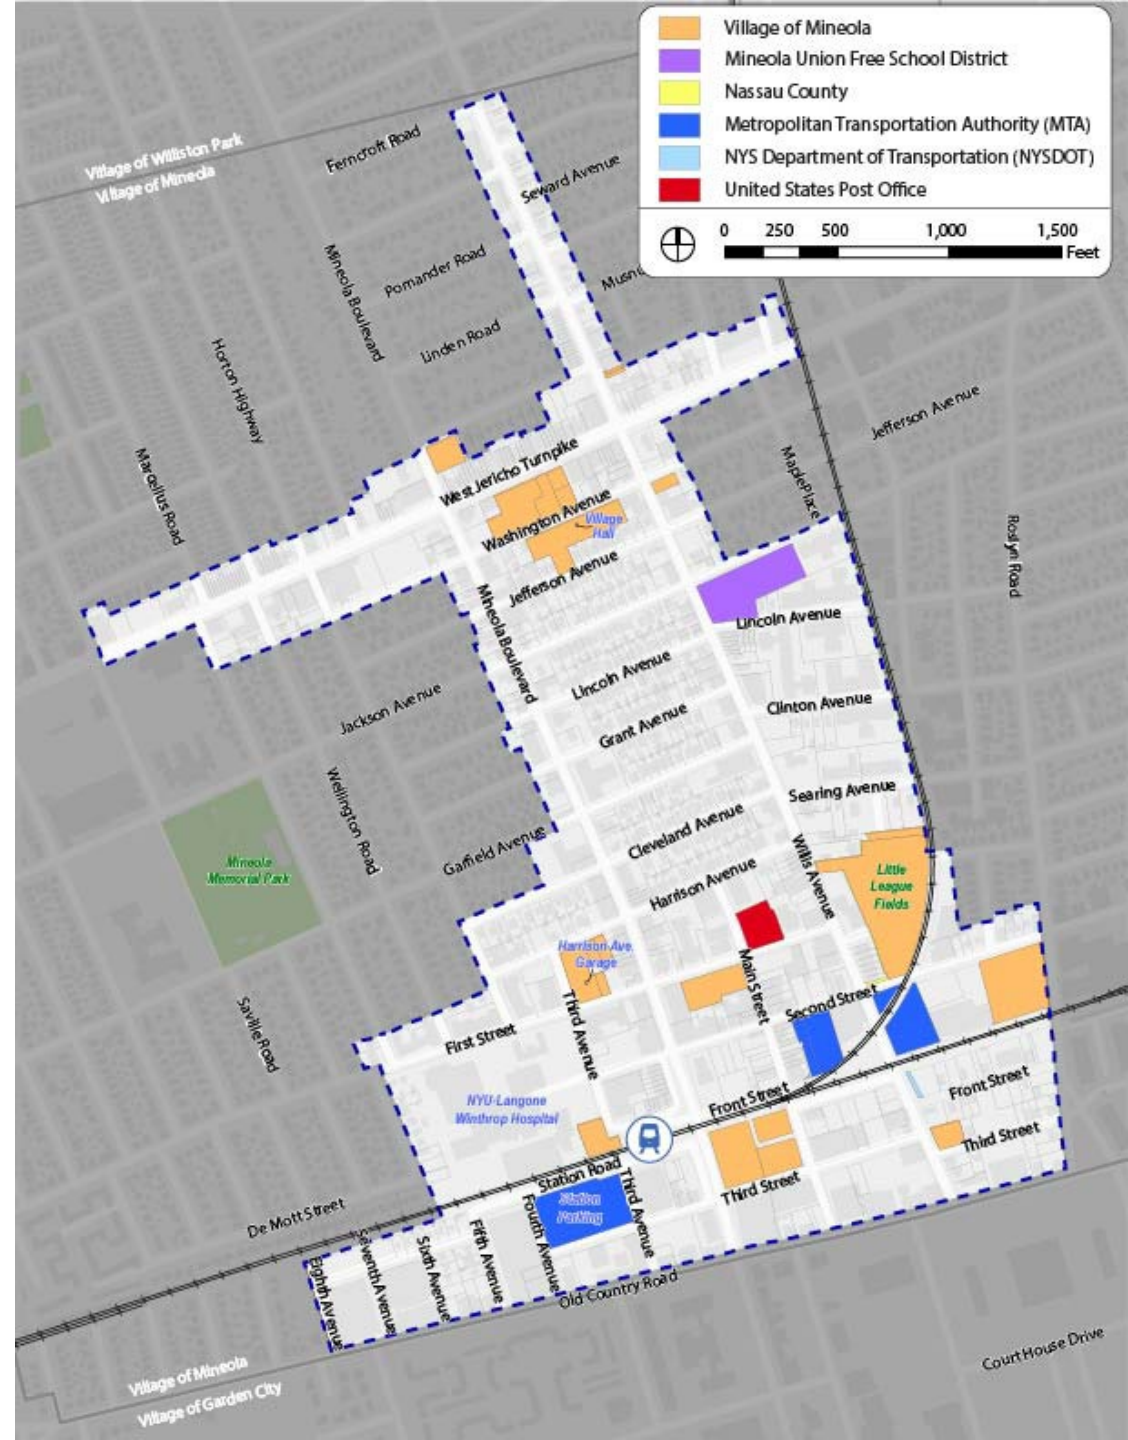 Village of Mineola
Mineola Union Free School District
Nassau County
Metropolitan Transportation Authority (MTA)
NYS Department of Transportation (NYSDOT)
United States Post Office
0 250 500 1,000 1,500
Feet
Village of Williston Park
Village of Mineola
Ferncroft Road
Seward Avenue
Mineola Boulevard
Pomander Road
Linden Road
Horton Highway
Marcellus Road
Jefferson Avenue
Maple Place
Roslyn Road
West Jericho Turnpike
Washington Avenue
Village
Hall
Jefferson Avenue
Mineola Boulevard
Lincoln Avenue
Lincoln Avenue
Jackson Avenue
Grant Avenue
Clinton Avenue
Wellington Road
Searing Avenue
Cleveland Avenue
Garfield Avenue
Harrison Avenue
Willis Avenue
Mineola
Memorial Park
Little
League
Fields
Harrison Ave.
Garage
Main Street
Second Street
Third Avenue
First Street
Saville Road
NYU-Langone
Winthrop Hospital
Front Street
Front Street
Third Street
Station Road
Third Street
Station
Parking
Third Avenue
Fourth Avenue
De Mott Street
Fifth Avenue
Sixth Avenue
Seventh Avenue
Eighth Avenue
Old Country Road
Court House Drive
Village of Mineola
Village of Garden City